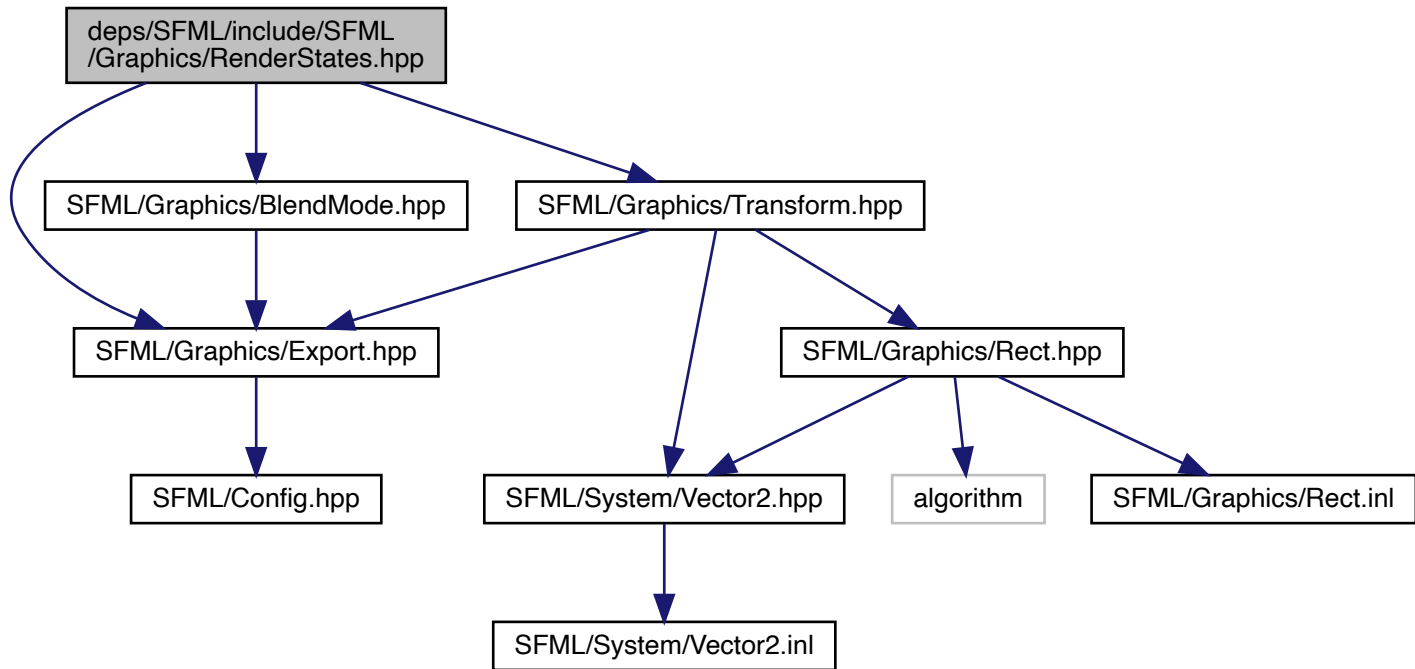 deps/SFML/include/SFML
/Graphics/RenderStates.hpp
SFML/Graphics/BlendMode.hpp
SFML/Graphics/Transform.hpp
SFML/Graphics/Export.hpp
SFML/Graphics/Rect.hpp
SFML/Config.hpp
SFML/System/Vector2.hpp
algorithm
SFML/Graphics/Rect.inl
SFML/System/Vector2.inl